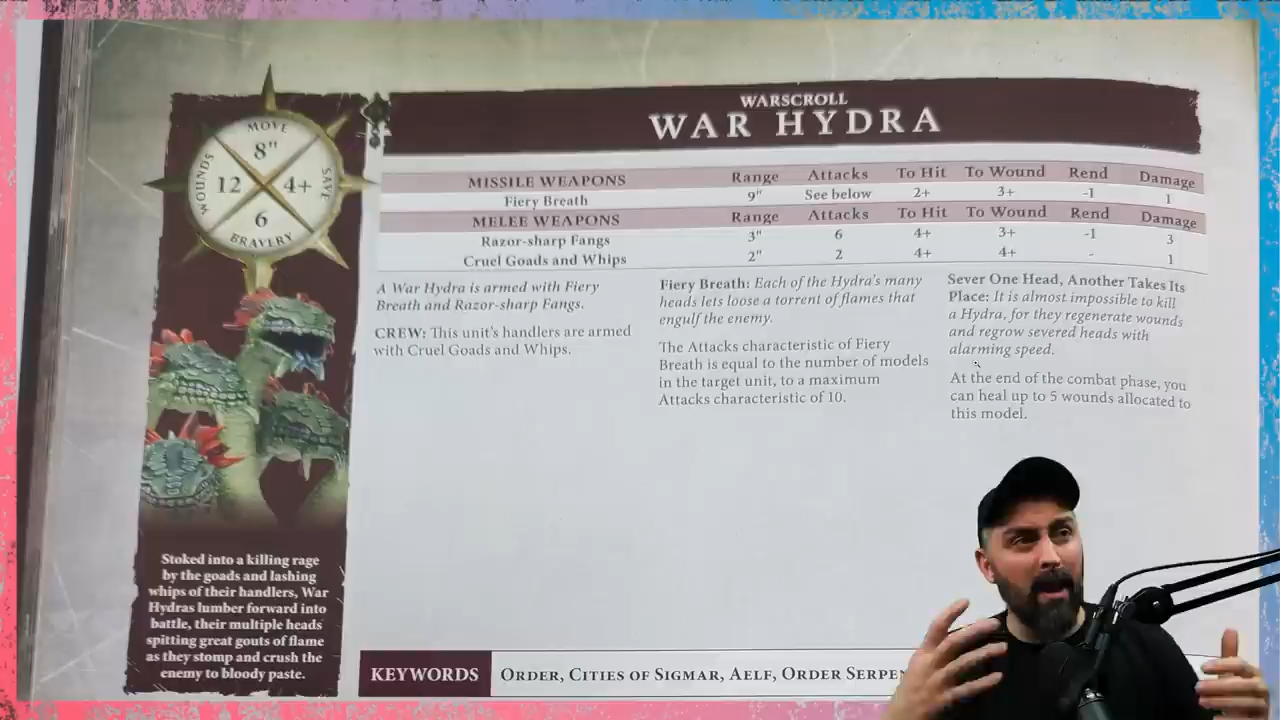 WARSCROLL
WAR HYDRA
MOVE
8"
WOUNDS
12
4+
SAVE
6
BRAVERY
MISSILE WEAPONS Range Attacks To Hit To Wound Rend Damage
Fiery Breath 9" See below 2+ 3+ -1 1
MELEE WEAPONS Range Attacks To Hit To Wound Rend Damage
Razor-sharp Fangs 3" 6 4+ 3+ -1 3
Cruel Goads and Whips 2" 2 4+ 4+ - 1
A War Hydra is armed with Fiery
Breath and Razor-sharp Fangs.
CREW: This unit's handlers are armed
with Cruel Goads and Whips.
Fiery Breath: Each of the Hydra's many
heads lets loose a torrent of flames that
engulf the enemy.
The Attacks characteristic of Fiery
Breath is equal to the number of models
in the target unit, to a maximum
Attacks characteristic of 10.
Sever One Head, Another Takes Its
Place: It is almost impossible to kill
a Hydra, for they regenerate wounds
and regrow severed heads with
alarming speed.
At the end of the combat phase, you
can heal up to 5 wounds allocated to
this model.
Stoked into a killing rage
by the goads and lashing
whips of their handlers, War
Hydras lumber forward into
battle, their multiple heads
spitting great gouts of flame
as they stomp and crush the
enemy to bloody paste.
KEYWORDS ORDER, CITIES OF SIGMAR, AELF, ORDER